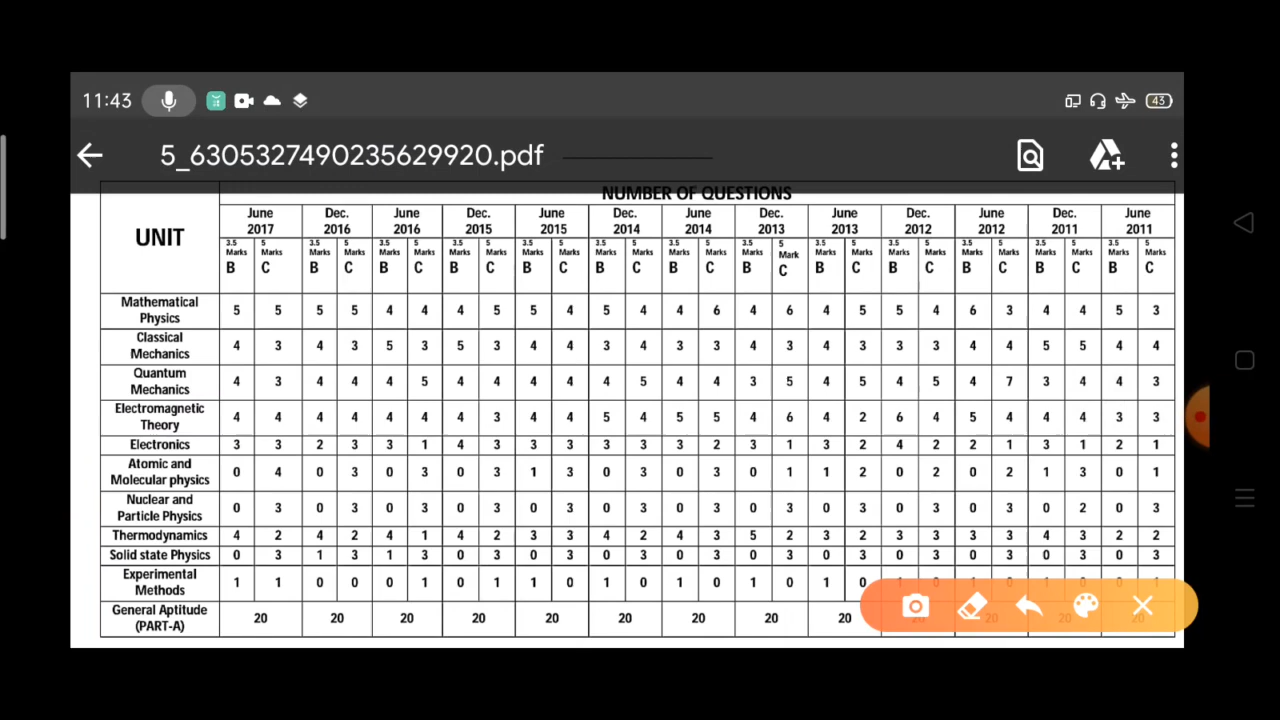 11:43
43
5_6305327490235629920.pdf
NUMBER OF QUESTIONS
UNIT
June 2017 Dec. 2016 June 2016 Dec. 2015 June 2015 Dec. 2014 June 2014 Dec. 2013 June 2013 Dec. 2012 June 2012 Dec. 2011 June 2011
3.5 Marks 5 Marks 3.5 Marks 5 Marks 3.5 Marks 5 Marks 3.5 Marks 5 Marks 3.5 Marks 5 Marks 3.5 Marks 5 Marks 3.5 Marks 5 Marks 3.5 Marks 5 Mark 3.5 Marks 5 Marks 3.5 Marks 5 Marks 3.5 Marks 5 Marks 3.5 Marks 5 Marks 3.5 Marks 5 Marks
B C B C B C B C B C B C B C B C B C B C B C B C B C
Mathematical Physics 5 5 5 5 4 4 4 5 5 4 5 4 4 6 4 6 4 5 5 4 6 3 4 4 5 3
Classical Mechanics 4 3 4 3 5 3 5 3 4 4 3 4 3 3 4 3 4 3 3 3 4 4 5 5 4 4
Quantum Mechanics 4 3 4 4 4 5 4 4 4 4 4 5 4 4 3 5 4 5 4 5 4 7 3 4 4 3
Electromagnetic Theory 4 4 4 4 4 4 4 3 4 4 5 4 5 5 4 6 4 2 6 4 5 4 4 4 3 3
Electronics 3 3 2 3 3 1 4 3 3 3 3 3 3 2 3 1 3 2 4 2 2 1 3 1 2 1
Atomic and Molecular physics 0 4 0 3 0 3 0 3 1 3 0 3 0 3 0 1 1 2 0 2 0 2 1 3 0 1
Nuclear and Particle Physics 0 3 0 3 0 3 0 3 0 3 0 3 0 3 0 3 0 3 0 3 0 3 0 2 0 3
Thermodynamics 4 2 4 2 4 1 4 2 3 3 4 2 4 3 5 2 3 2 3 3 3 3 4 3 2 2
Solid state Physics 0 3 1 3 1 3 0 3 0 3 0 3 0 3 0 3 0 3 0 3 0 3 0 3 0 3
Experimental Methods 1 1 0 0 0 1 0 1 1 0 1 0 1 0 1 0 1 0 1 0 1 0 1 0 0 1
General Aptitude (PART-A) 20 20 20 20 20 20 20 20 20 20 20 20 20